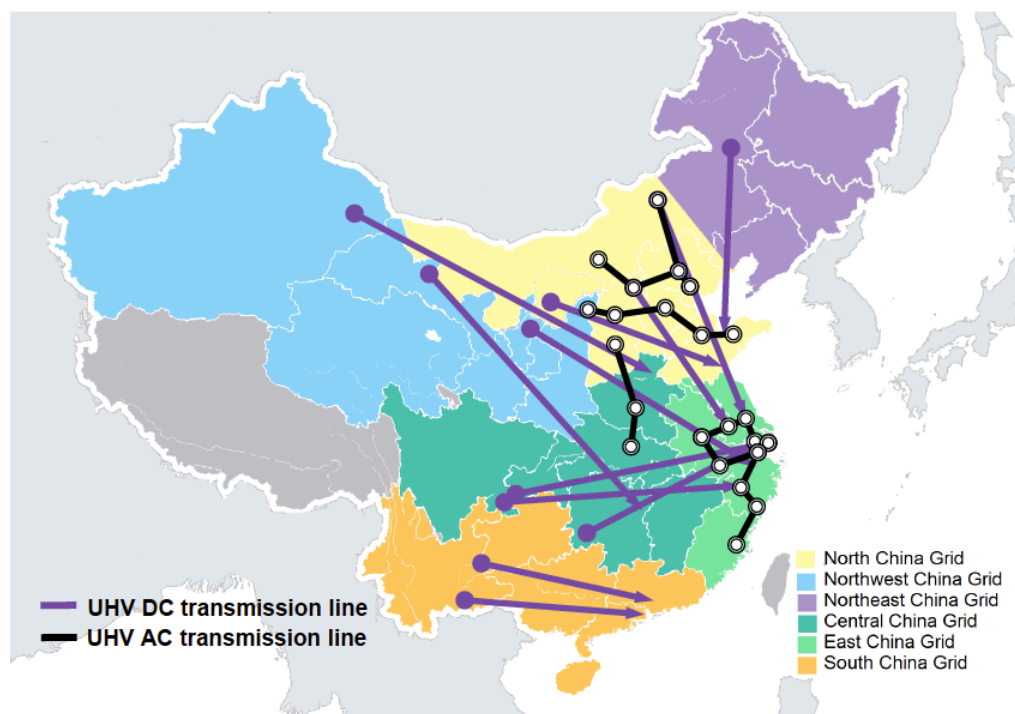 North China Grid
Northwest China Grid
Northeast China Grid
Central China Grid
East China Grid
South China Grid
UHV DC transmission line
UHV AC transmission line